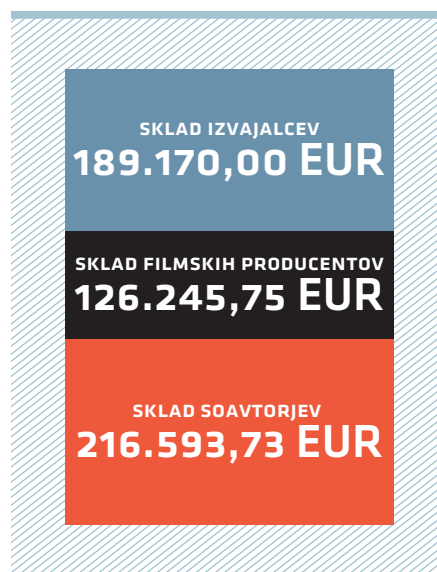 SKLAD IZVAJALCEV
189.170,00 EUR
SKLAD FILMSKIH PRODUCENTOV
126.245,75 EUR
SKLAD SOAVTORJEV
216.593,73 EUR